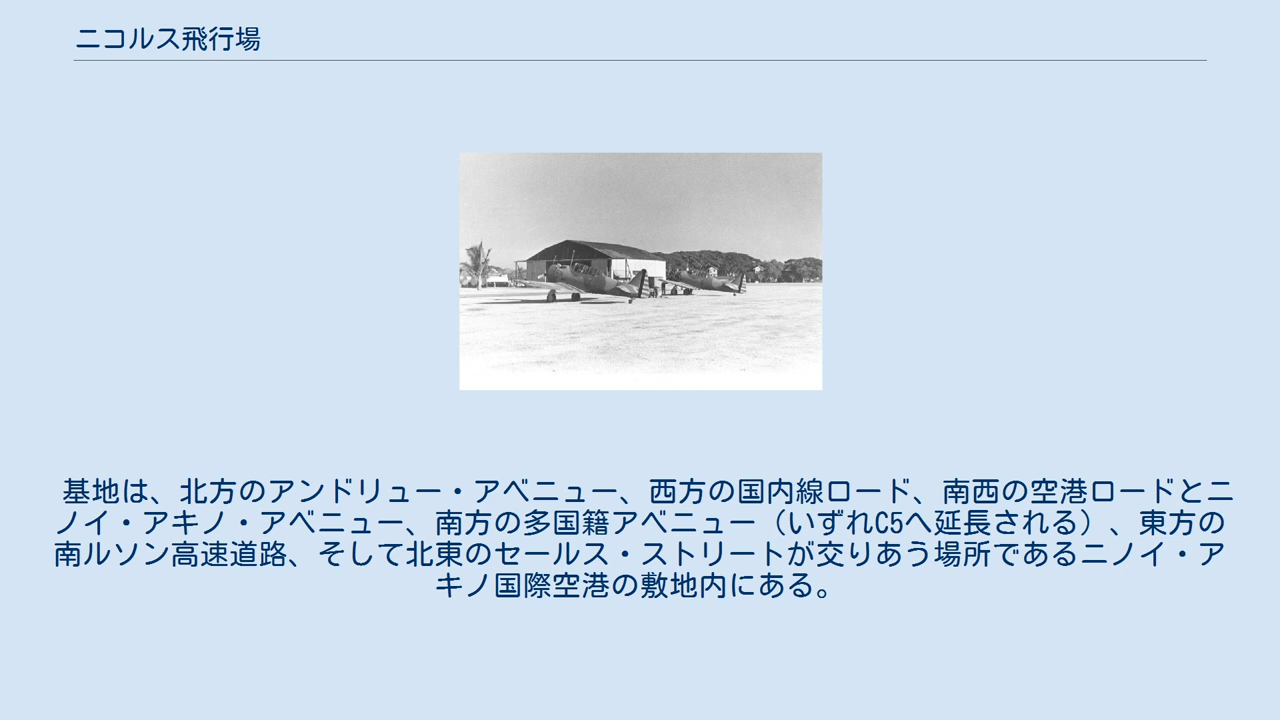 ニコルス飛行場
基地は、北方のアンドリュー・アベニュー、西方の国内線ロード、南西の空港ロードとニ
ノイ・アキノ・アベニュー、南方の多国籍アベニュー（いずれC5へ延長される）、東方の
南ルソン高速道路、そして北東のセールス・ストリートが交りあう場所であるニノイ・ア
キノ国際空港の敷地内にある。